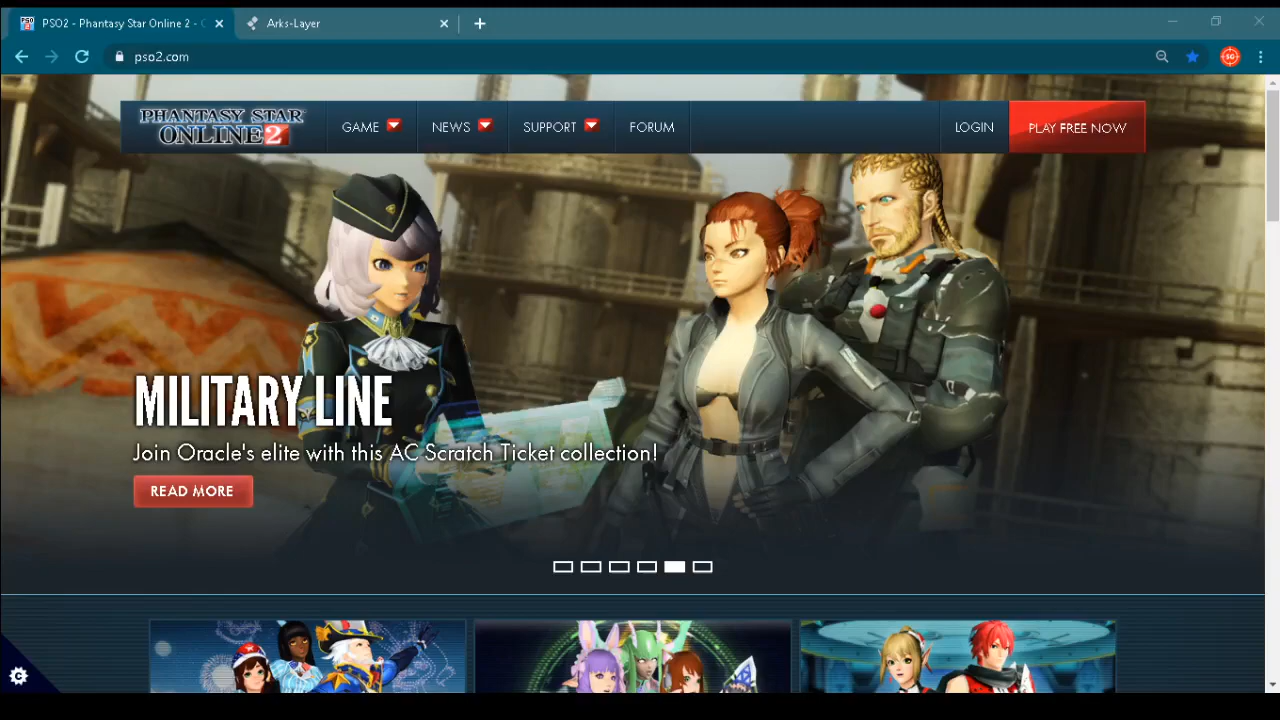 PSO2 - Phantasy Star Online 2 -
Arks-Layer
pso2.com
PHANTASY STAR
ONLINE 2
GAME
NEWS
SUPPORT
FORUM
LOGIN
PLAY FREE NOW
MILITARY LINE
Join Oracle's elite with this AC Scratch Ticket collection!
READ MORE